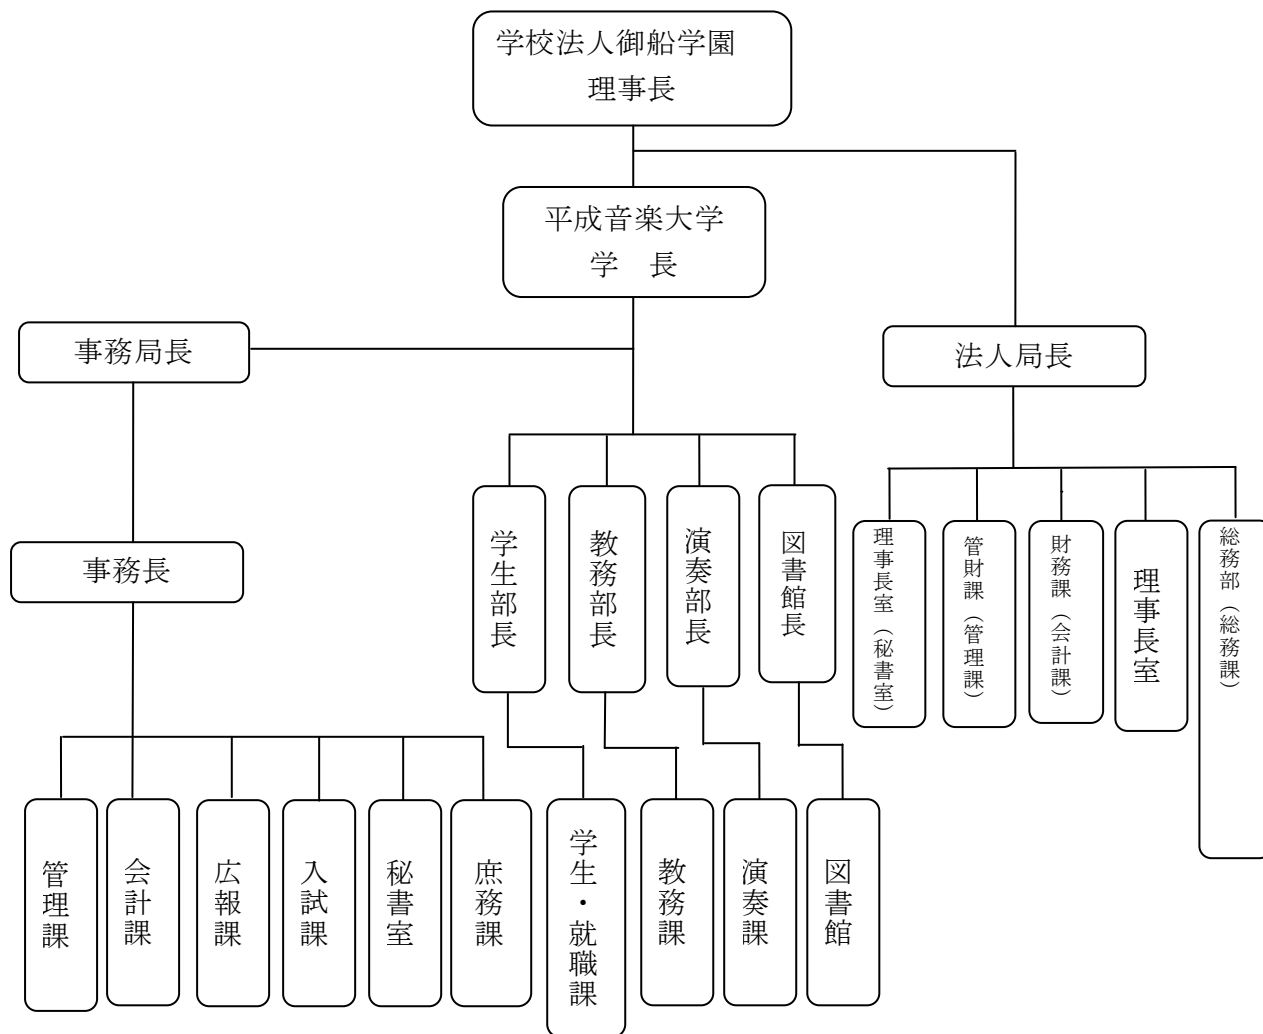 学校法人御船学園
理事長
平成音楽大学
学　長
事務局長
法人局長
学生部長
教務部長
演奏部長
図書館長
理事長室（秘書室）
管財課（管理課）
財務課（会計課）
理事長室
総務部（総務課）
事務長
管理課
会計課
広報課
入試課
秘書室
庶務課
学生・就職課
教務課
演奏課
図書館